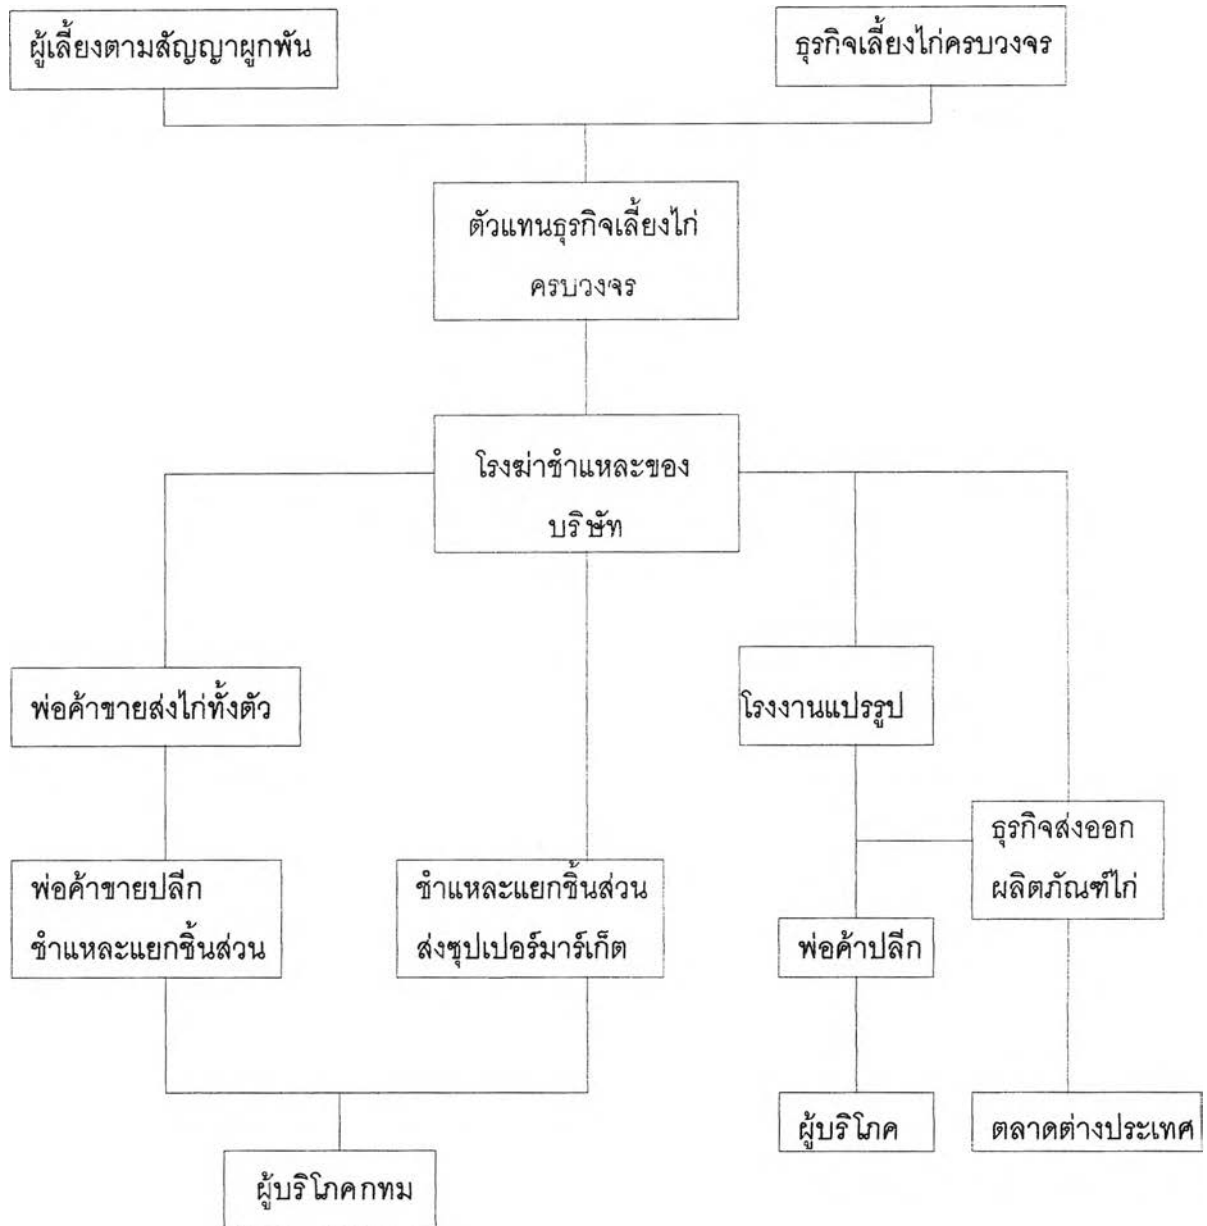 ผู้เลี้ยงตามสัญญาผูกพัน
ธุรกิจเลี้ยงไก่ครบวงจร
ตัวแทนธุรกิจเลี้ยงไก่
ครบวงจร
โรงฆ่าชำแหละของ
บริษัท
พ่อค้าขายส่งไก่ทั้งตัว
โรงงานแปรรูป
ธุรกิจส่งออก
ผลิตภัณฑ์ไก่
พ่อค้าขายปลีก
ชำแหละแยกชิ้นส่วน
ชำแหละแยกชิ้นส่วน
ส่งซุปเปอร์มาร์เก็ต
พ่อค้าปลีก
ผู้บริโภค
ตลาดต่างประเทศ
ผู้บริโภคกทม